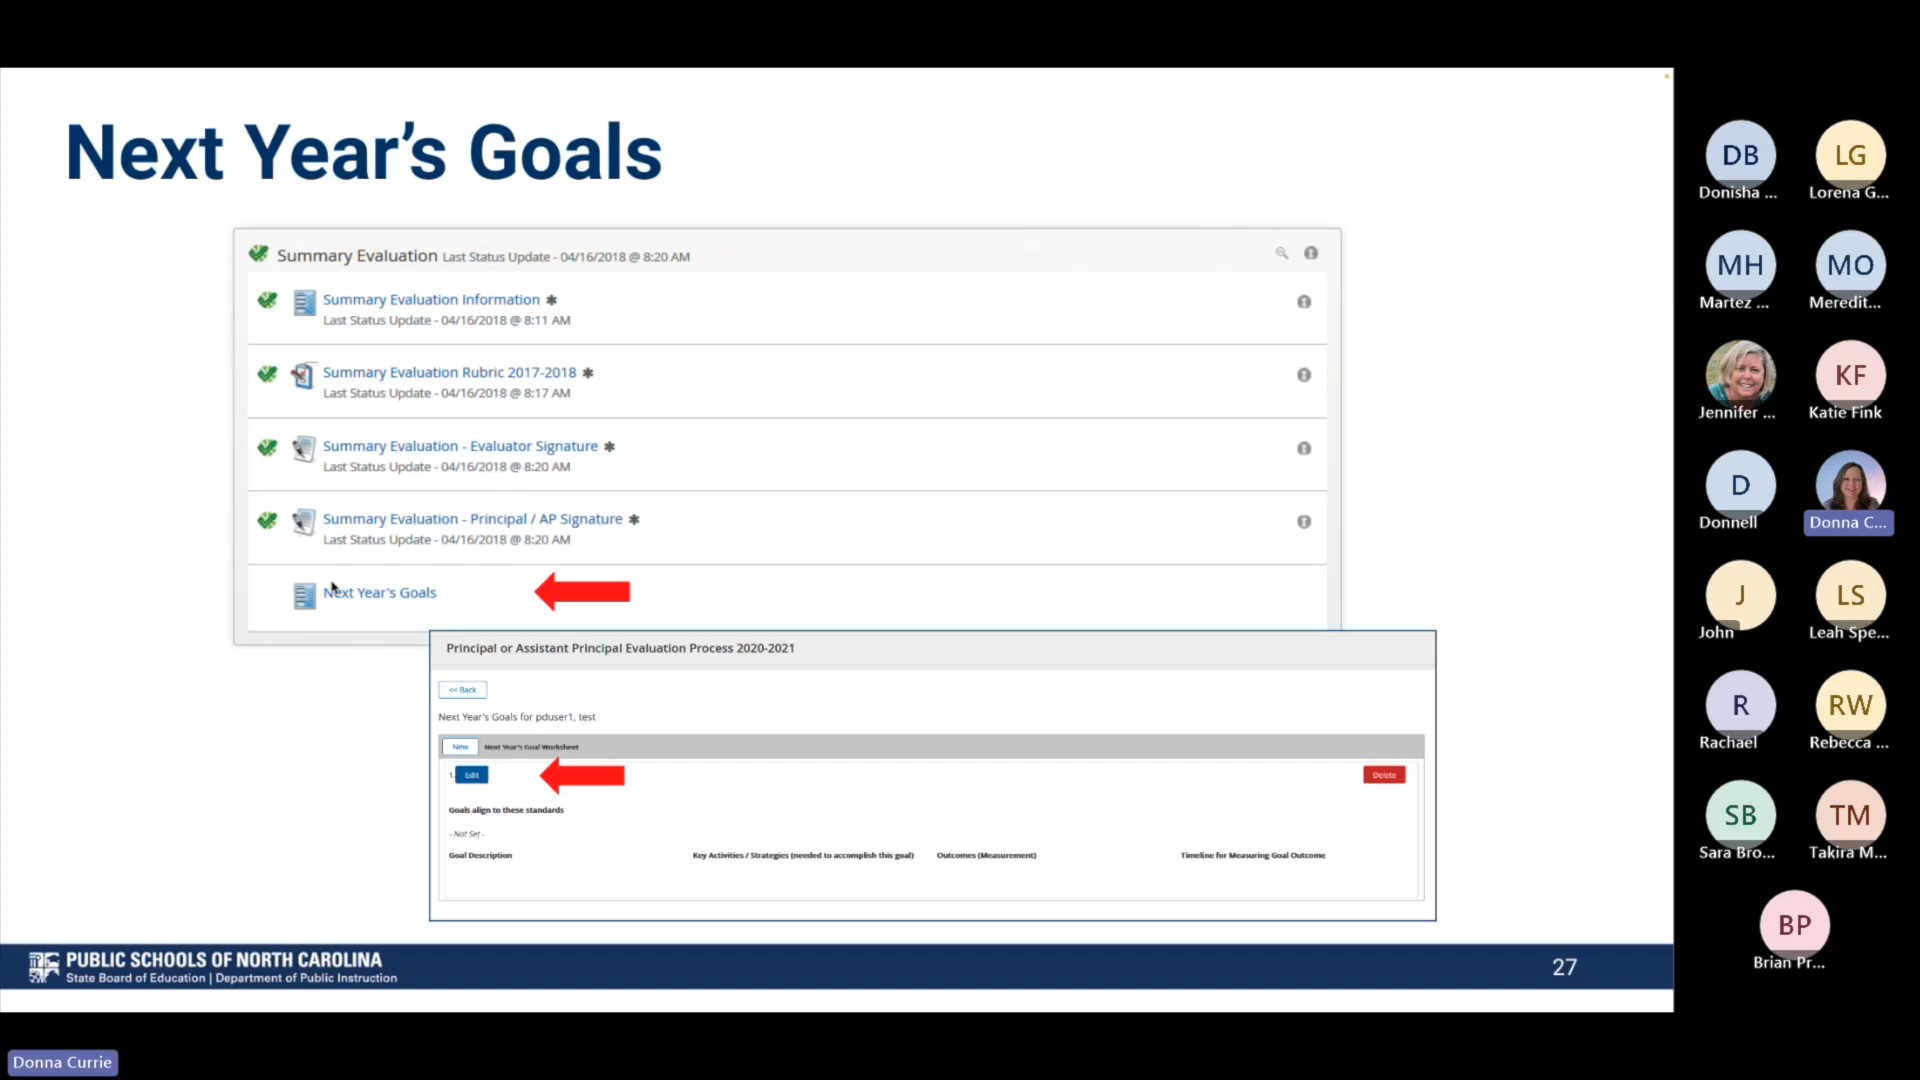 Next Year's Goals
Summary Evaluation Last Status Update - 04/16/2018 @ 8:20 AM
Summary Evaluation Information ✱
Last Status Update - 04/16/2018 @ 8:11 AM
Summary Evaluation Rubric 2017-2018 ✱
Last Status Update - 04/16/2018 @ 8:17 AM
Summary Evaluation - Evaluator Signature ✱
Last Status Update - 04/16/2018 @ 8:20 AM
Summary Evaluation - Principal / AP Signature ✱
Last Status Update - 04/16/2018 @ 8:20 AM
Next Year's Goals
Principal or Assistant Principal Evaluation Process 2020-2021
<< Back
Next Year's Goals for pduser1, test
New Next Year's Goal Worksheet
1. Edit Delete
Goals align to these standards
- Not Set -
Goal Description Key Activities / Strategies (needed to accomplish this goal) Outcomes (Measurement) Timeline for Measuring Goal Outcome
PUBLIC SCHOOLS OF NORTH CAROLINA
State Board of Education | Department of Public Instruction
27
DB LG
Donisha ... Lorena G...
MH MO
Martez ... Meredit...
KF
Jennifer ... Katie Fink
D
Donnell Donna C...
J LS
John Leah Spe...
R RW
Rachael Rebecca ...
SB TM
Sara Bro... Takira M...
BP
Brian Pr...
Donna Currie